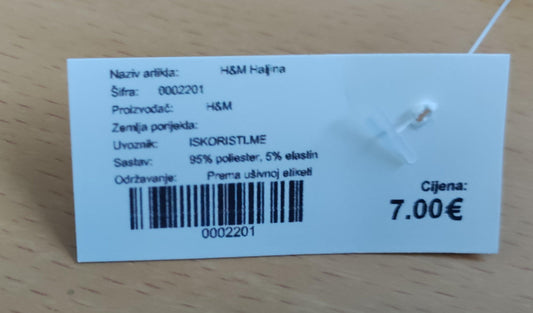 Naziv artikla: H&M Haljina
Šifra: 0002201
Proizvođač: H&M
Zemlja porijekla:
Uvoznik: ISKORISTI.ME
Sastav: 95% poliester, 5% elastin
Održavanje: Prema ušivnoj etiketi
0002201
Cijena:
7.00€